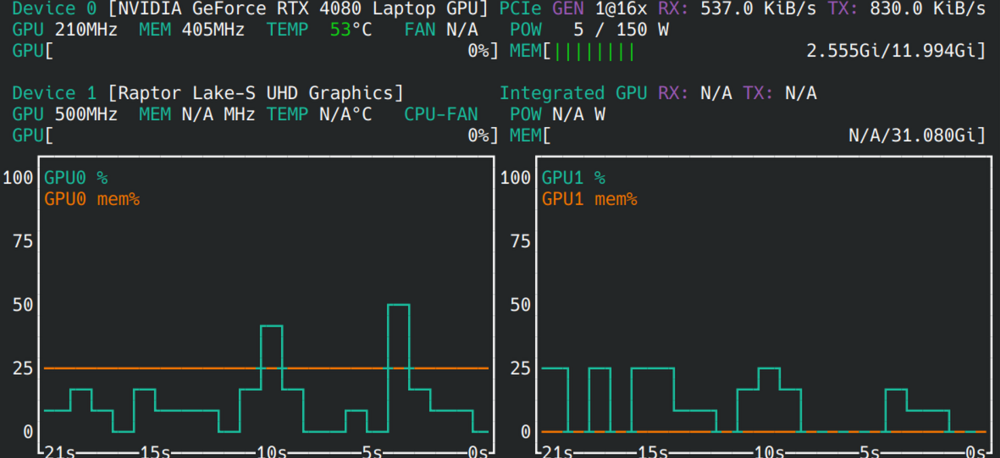 Device 0 [NVIDIA GeForce RTX 4080 Laptop GPU] PCIe GEN 1@16x RX: 537.0 KiB/s TX: 830.0 KiB/s
GPU 210MHz MEM 405MHz TEMP 53°C FAN N/A POW 5 / 150 W
GPU[ 0%] MEM[|||||||| 2.555Gi/11.994Gi]
Device 1 [Raptor Lake-S UHD Graphics] Integrated GPU RX: N/A TX: N/A
GPU 500MHz MEM N/A MHz TEMP N/A°C CPU-FAN POW N/A W
GPU[ 0%] MEM[ N/A/31.080Gi]
100 GPU0 % 100 GPU1 %
GPU0 mem% GPU1 mem%
75 75
50 50
25 25
0 0
21s 15s 10s 5s 0s 21s 15s 10s 5s 0s